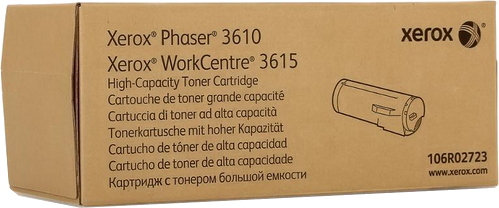 Xerox® Phaser® 3610
Xerox® WorkCentre® 3615
High-Capacity Toner Cartridge
Cartouche de toner grande capacité
Cartuccia di toner ad alta capacità
Tonerkartusche mit hoher Kapazität
Cartucho de tóner de alta capacidad
Cartucho de toner de alta capacidade
Картридж с тонером большой емкости
xerox
106R02723
www.xerox.com